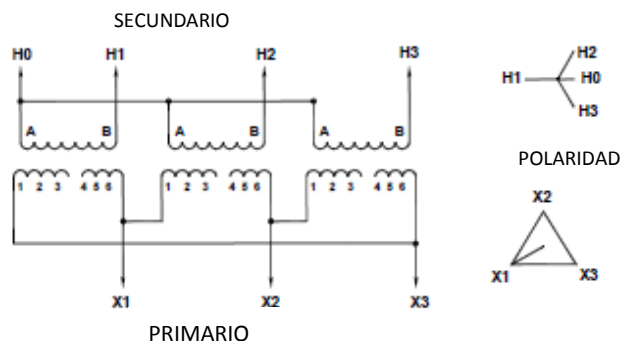 SECUNDARIO
H0 H1 H2 H3
A B A B A B
1 2 3 4 5 6 1 2 3 4 5 6 1 2 3 4 5 6
X1 X2 X3
PRIMARIO
H2
H1 H0
H3
POLARIDAD
X2
X1 X3